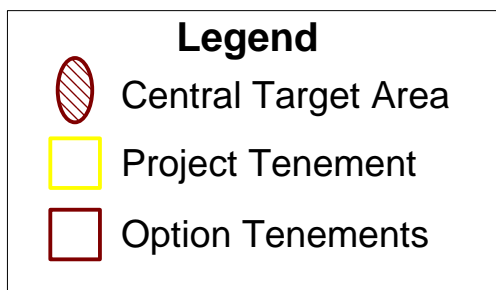 Legend
Central Target Area
Project Tenement
Option Tenements